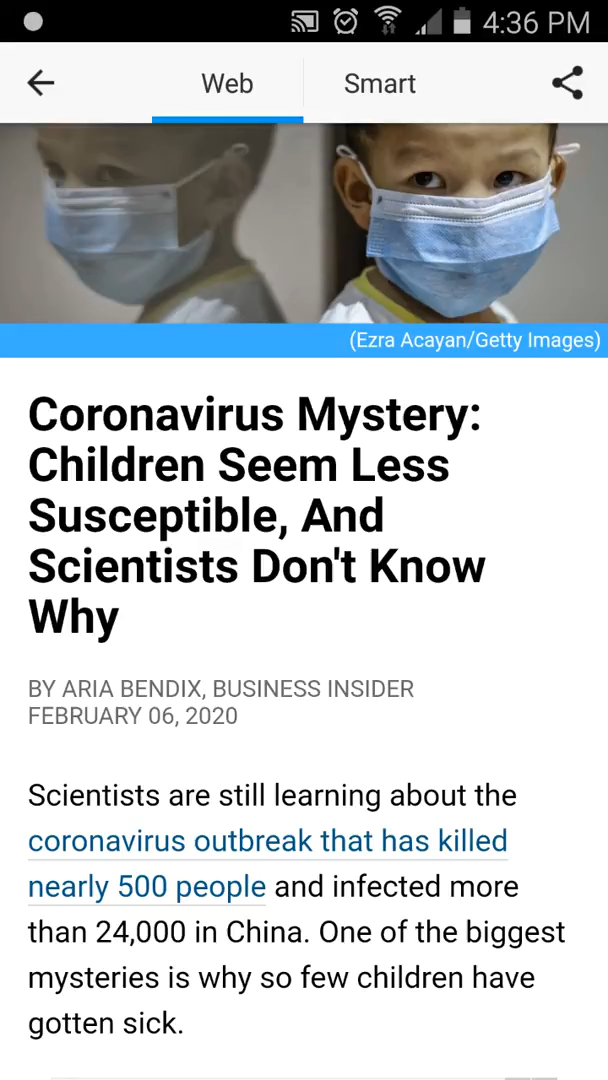 4:36 PM
Web
Smart
(Ezra Acayan/Getty Images)
Coronavirus Mystery:
Children Seem Less
Susceptible, And
Scientists Don't Know
Why
BY ARIA BENDIX, BUSINESS INSIDER
FEBRUARY 06, 2020
Scientists are still learning about the
coronavirus outbreak that has killed
nearly 500 people and infected more
than 24,000 in China. One of the biggest
mysteries is why so few children have
gotten sick.